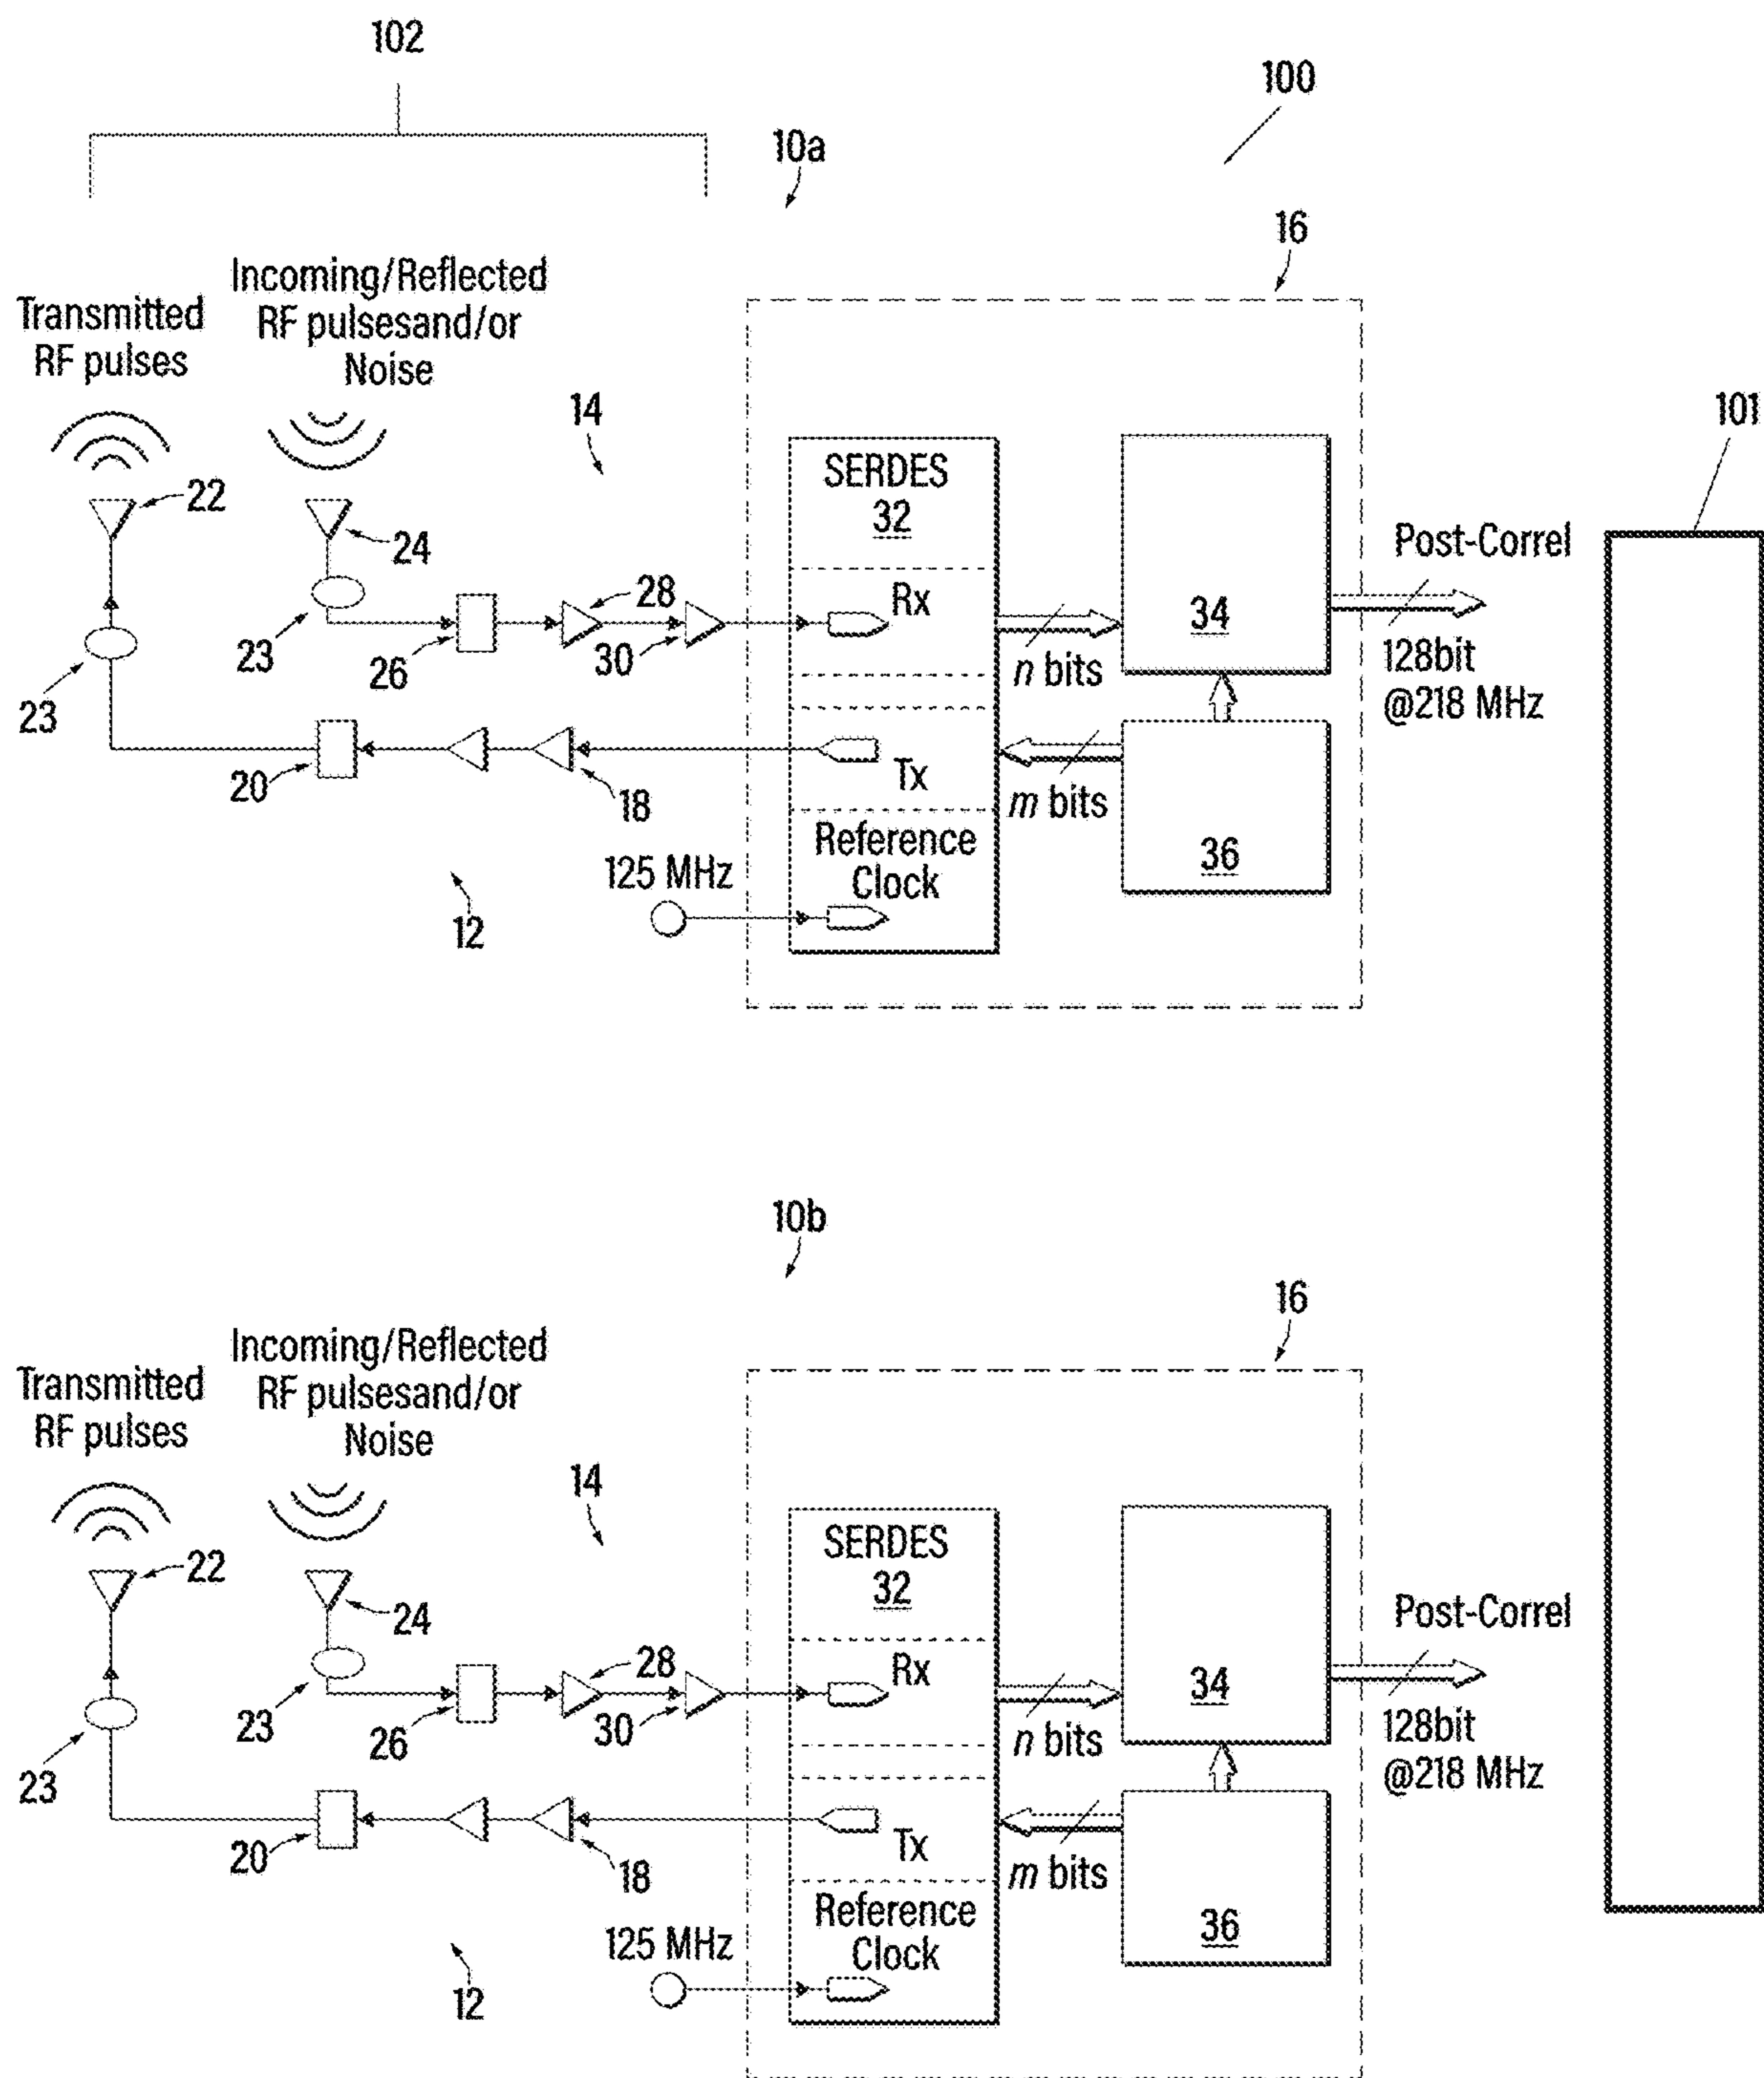 102
100
10a
16
Incoming/Reflected
RF pulsesand/or
Noise
Transmitted
RF pulses
14
101
22
24
23
23
26
28
30
SERDES
32
Rx
n bits
34
Post-Correl
128bit
@218 MHz
20
18
Tx
m bits
36
Reference
Clock
125 MHz
12
10b
16
Incoming/Reflected
RF pulsesand/or
Noise
Transmitted
RF pulses
14
22
24
23
23
26
28
30
SERDES
32
Rx
n bits
34
Post-Correl
128bit
@218 MHz
20
18
Tx
m bits
36
Reference
Clock
125 MHz
12